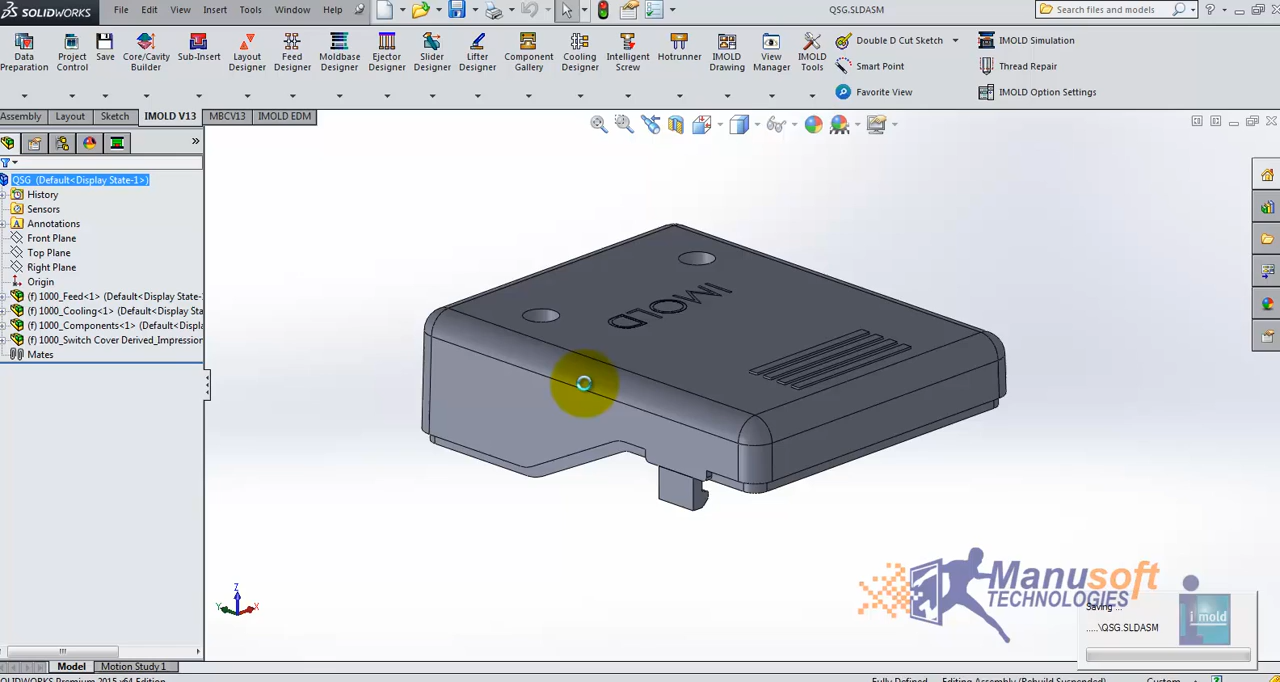 SOLIDWORKS File Edit View Insert Tools Window Help QSG.SLDASM Search files and models ?
Data Preparation Project Control Save Core/Cavity Builder Sub-Insert Layout Designer Feed Designer Moldbase Designer Ejector Designer Slider Designer Lifter Designer Component Gallery Cooling Designer Intelligent Screw Hotrunner IMOLD Drawing View Manager IMOLD Tools
Double D Cut Sketch IMOLD Simulation
Smart Point Thread Repair
Favorite View IMOLD Option Settings
Assembly Layout Sketch IMOLD V13 MBCV13 IMOLD EDM
QSG (Default<Display State-1>)
History
Sensors
Annotations
Front Plane
Top Plane
Right Plane
Origin
(f) 1000_Feed<1> (Default<Display State-
(f) 1000_Cooling<1> (Default<Display
(f) 1000_Components<1> (Default<Displa
(f) 1000_Switch Cover Derived_Impression
Mates
IMOLD
Z
Y X
Manusoft
TECHNOLOGIES
Saving ...
.....\QSG.SLDASM
i mold
Model Motion Study 1
SOLIDWORKS Premium 2015 x64 Edition Fully Defined Editing Assembly (Rebuild Suspended) Custom